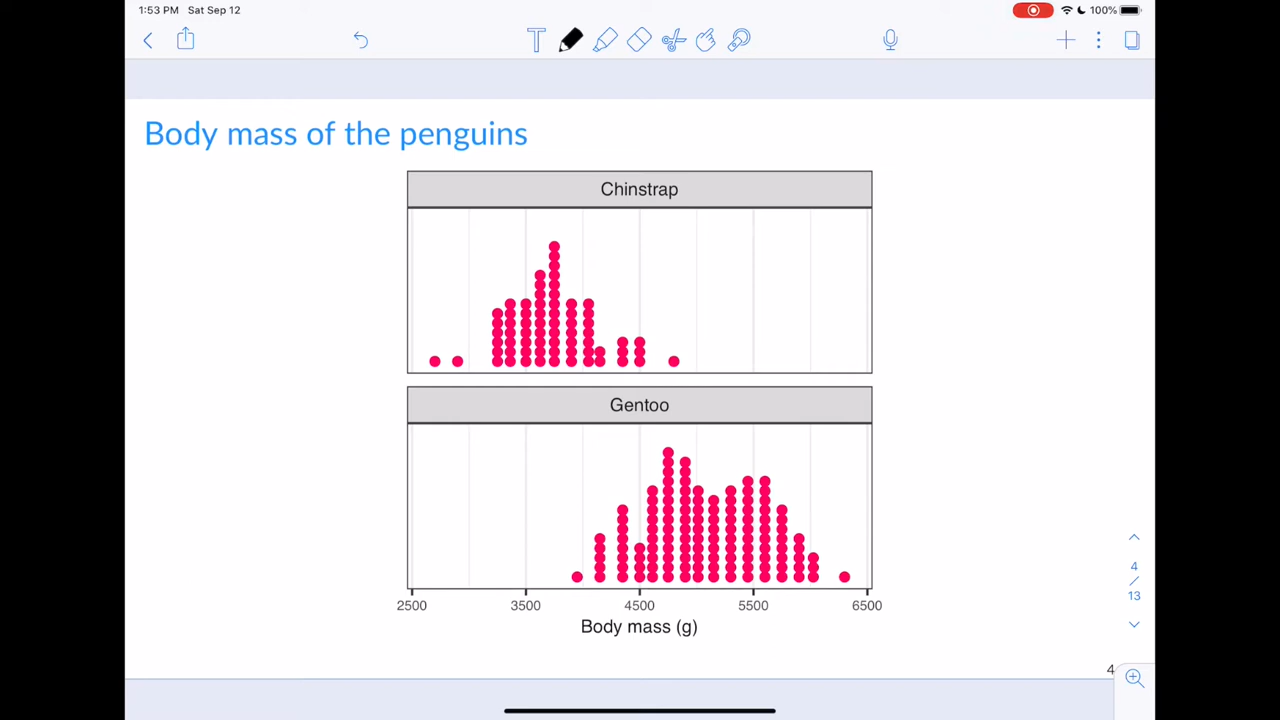 1:53 PM Sat Sep 12
100%
T
Body mass of the penguins
Chinstrap
Gentoo
2500 3500 4500 5500 6500
Body mass (g)
4
/
13
4